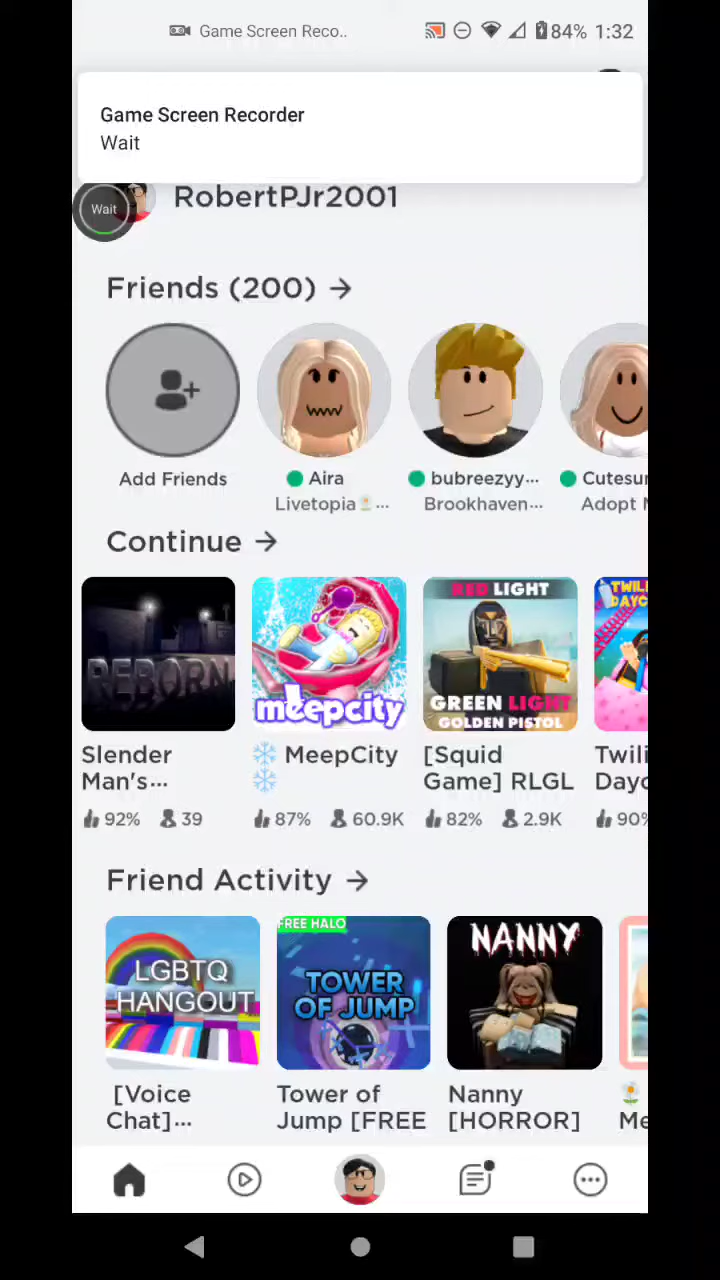 Game Screen Reco..
84% 1:32
Game Screen Recorder
Wait
Wait
RobertPJr2001
Friends (200) →
Add Friends
Aira
bubreezyy...
Livetopia ...
Brookhaven...
Adopt
Continue →
REBORN
meepcity
RED LIGHT
GREEN LIGHT
GOLDEN PISTOL
Slender
Man's...
❄️ MeepCity
❄️
[Squid
Game] RLGL
92% 39
87% 60.9K
82% 2.9K
90%
Friend Activity →
LGBTQ
HANGOUT
FREE HALO
TOWER
OF JUMP
NANNY
[Voice
Chat]...
Tower of
Jump [FREE
Nanny
[HORROR]